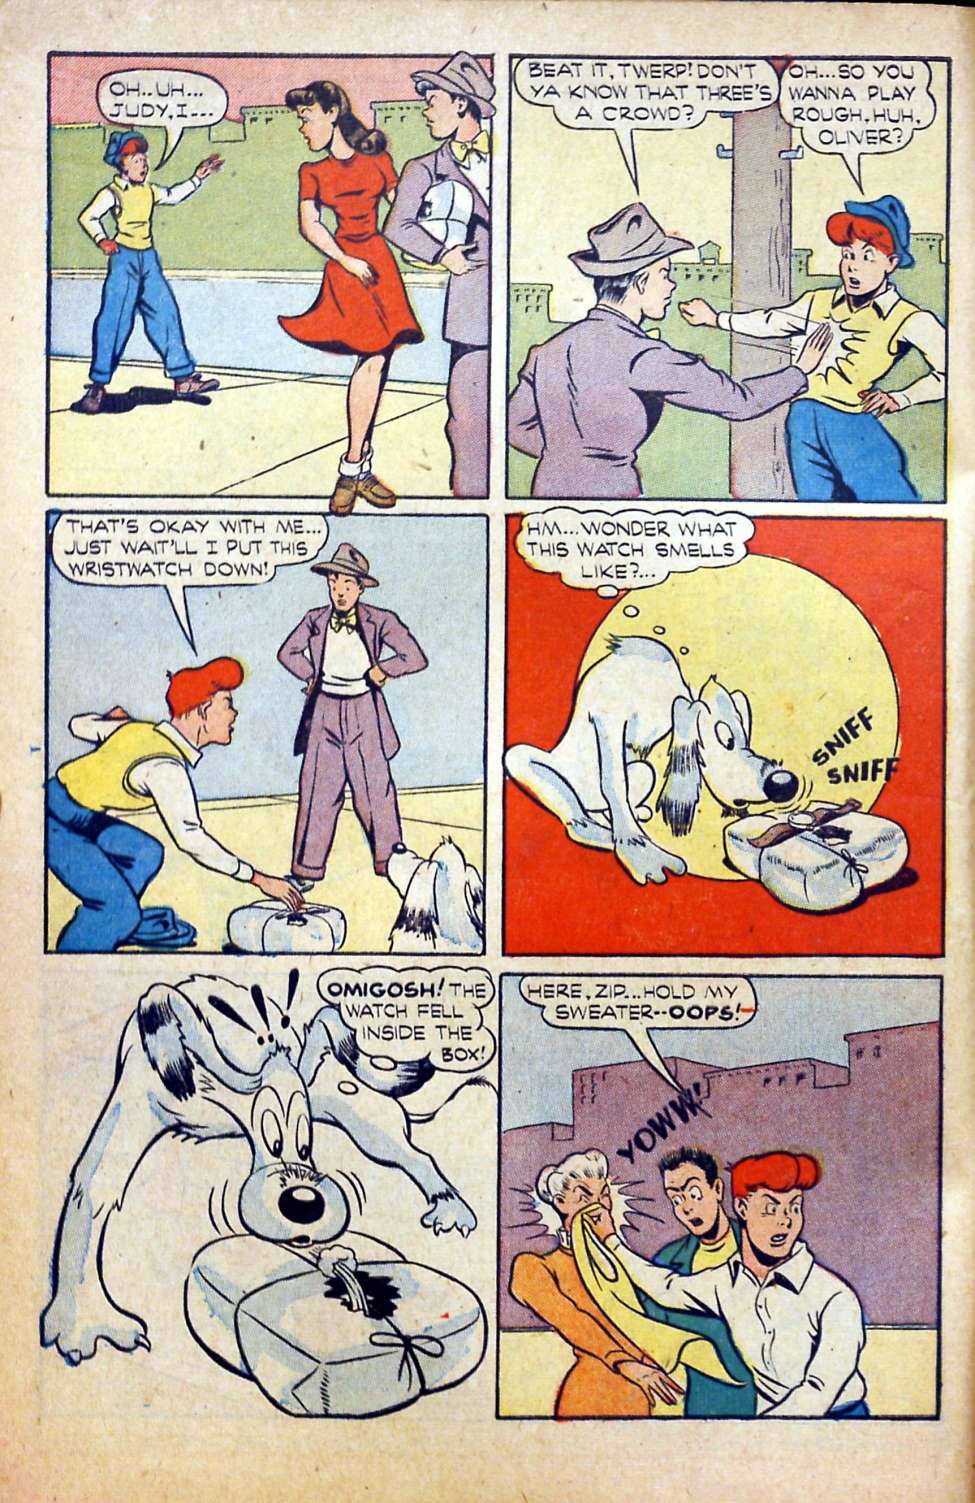 OH..UH...
JUDY, I---
BEAT IT, TWERP! DON'T
YA KNOW THAT THREE'S
A CROWD?
OH...SO YOU
WANNA PLAY
ROUGH, HUH,
OLIVER?
THAT'S OKAY WITH ME...
JUST WAIT'LL I PUT THIS
WRISTWATCH DOWN!
HM...WONDER WHAT
THIS WATCH SMELLS
LIKE?...
SNIFF
SNIFF
!!!
OMIGOSH! THE
WATCH FELL
INSIDE THE
BOX!
HERE, ZIP...HOLD MY
SWEATER--OOPS!
YOWW!